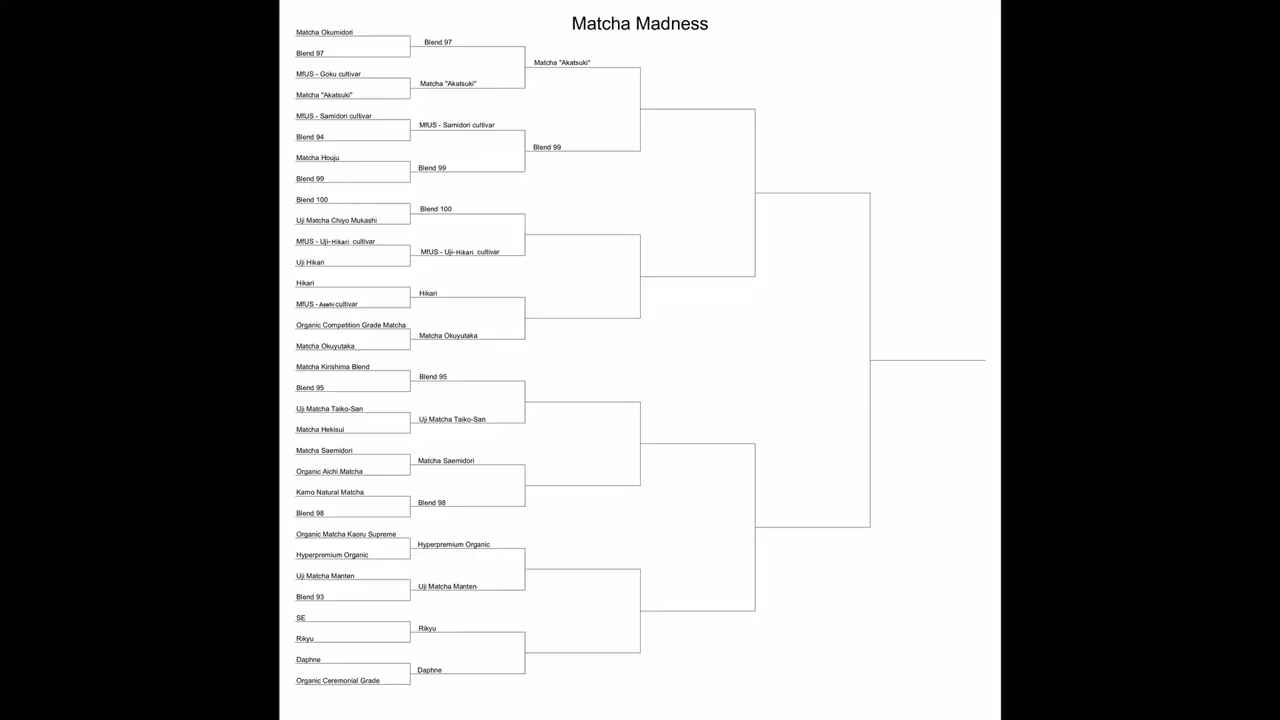 Matcha Madness
Matcha Okumidori
Blend 97
MfUS - Goku cultivar
Matcha "Akatsuki"
MfUS - Samidori cultivar
Blend 94
Matcha Houju
Blend 99
Blend 100
Uji Matcha Chiyo Mukashi
MfUS - Uji-Hikari cultivar
Uji Hikari
Hikari
MfUS - Asahi cultivar
Organic Competition Grade Matcha
Matcha Okuyutaka
Matcha Kirishima Blend
Blend 95
Uji Matcha Taiko-San
Matcha Hekisui
Matcha Saemidori
Organic Aichi Matcha
Kamo Natural Matcha
Blend 98
Organic Matcha Kaoru Supreme
Hyperpremium Organic
Uji Matcha Manten
Blend 93
SE
Rikyu
Daphne
Organic Ceremonial Grade
Blend 97
Matcha "Akatsuki"
MfUS - Samidori cultivar
Blend 99
Blend 100
MfUS - Uji-Hikari cultivar
Hikari
Matcha Okuyutaka
Blend 95
Uji Matcha Taiko-San
Matcha Saemidori
Blend 98
Hyperpremium Organic
Uji Matcha Manten
Rikyu
Daphne
Matcha "Akatsuki"
Blend 99